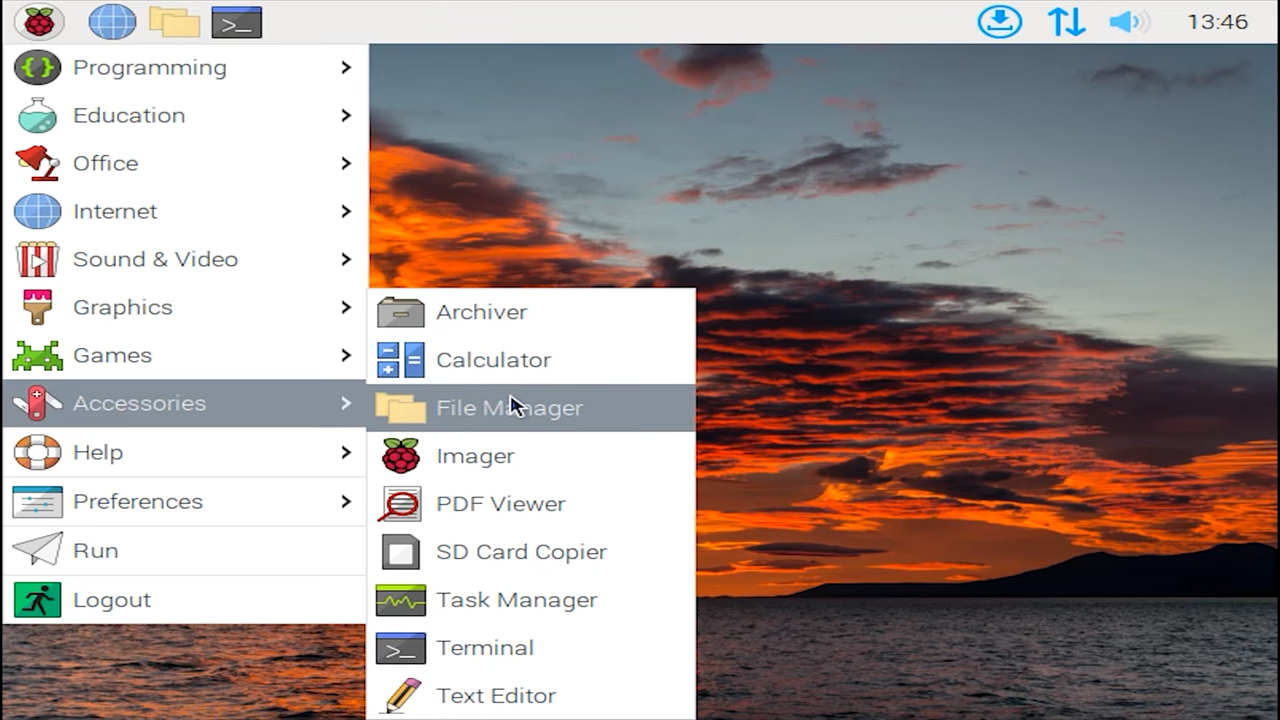 13:46
Programming
Education
Office
Internet
Sound & Video
Graphics
Games
Accessories
Help
Preferences
Run
Logout
Archiver
Calculator
File Manager
Imager
PDF Viewer
SD Card Copier
Task Manager
Terminal
Text Editor